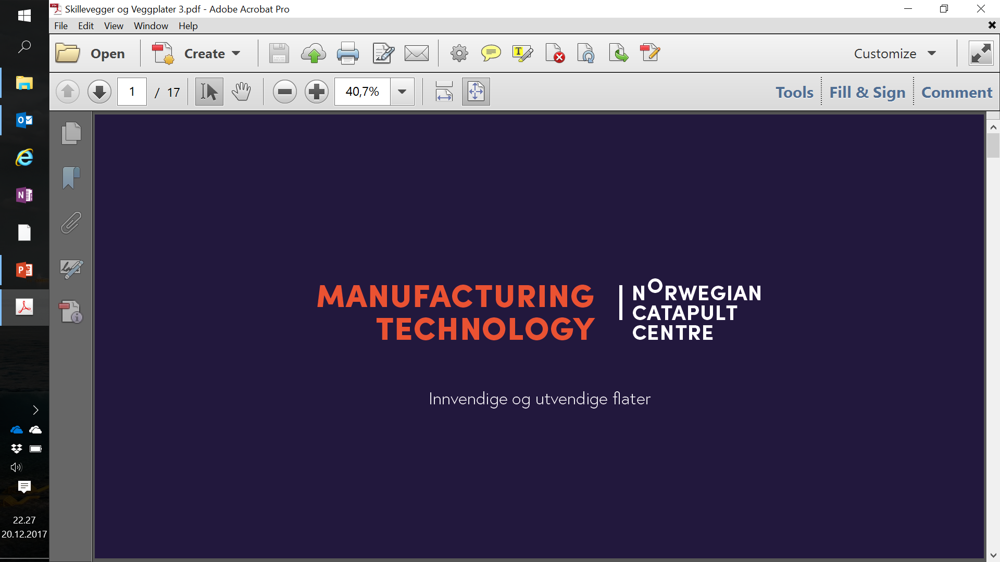 Skillevegger og Veggplater 3.pdf - Adobe Acrobat Pro
File Edit View Window Help
Open Create Customize
1 / 17 40,7% Tools Fill & Sign Comment
MANUFACTURING
TECHNOLOGY
NORWEGIAN
CATAPULT
CENTRE
Innvendige og utvendige flater
22.27
20.12.2017